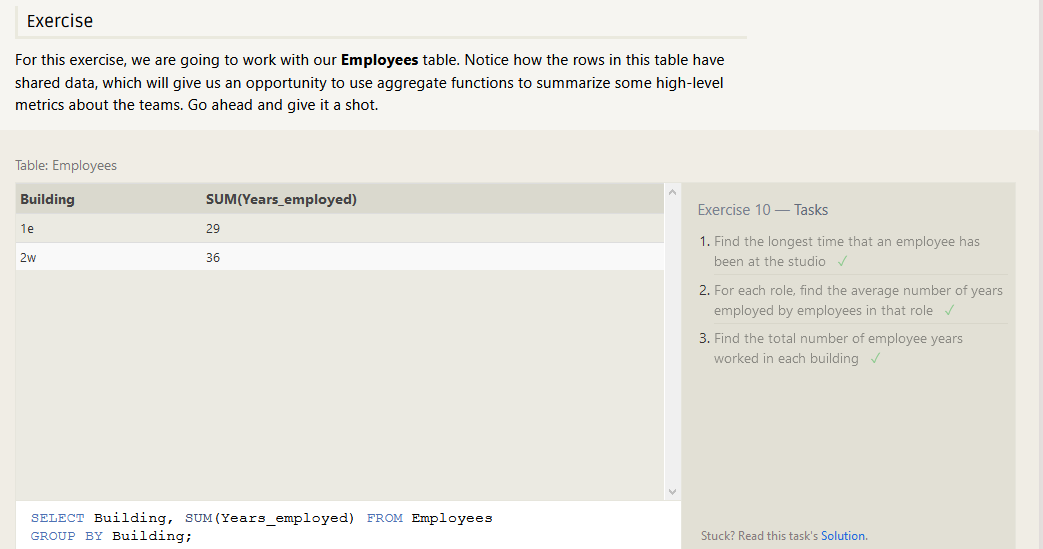 Exercise
For this exercise, we are going to work with our Employees table. Notice how the rows in this table have
shared data, which will give us an opportunity to use aggregate functions to summarize some high-level
metrics about the teams. Go ahead and give it a shot.
Table: Employees
Building SUM(Years_employed)
1e 29
2w 36
SELECT Building, SUM(Years_employed) FROM Employees
GROUP BY Building;
Exercise 10 — Tasks
1. Find the longest time that an employee has
been at the studio ✓
2. For each role, find the average number of years
employed by employees in that role ✓
3. Find the total number of employee years
worked in each building ✓
Stuck? Read this task's Solution.